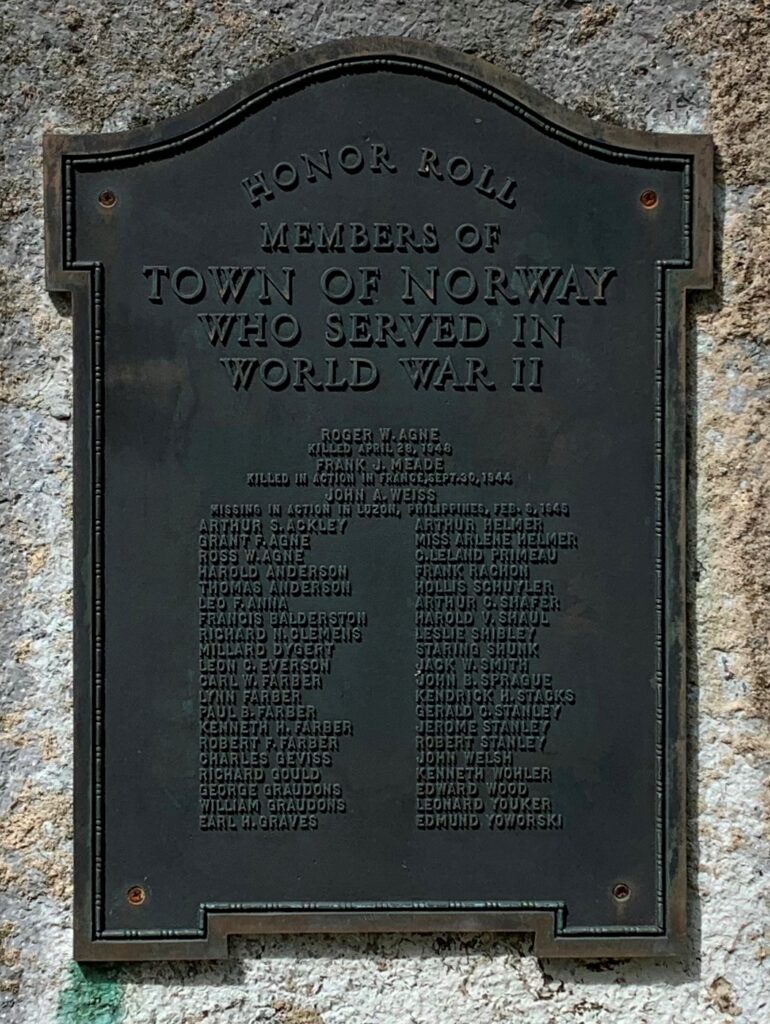 HONOR ROLL
MEMBERS OF
TOWN OF NORWAY
WHO SERVED IN
WORLD WAR II
ROGER W. AGNE
KILLED APRIL 28, 1948
FRANK J. MEADE
KILLED IN ACTION IN FRANCE, SEPT. 30, 1944
JOHN A. WEISS
MISSING IN ACTION IN LUZON, PHILIPPINES, FEB. 8, 1945
ARTHUR S. ACKLEY
GRANT F. AGNE
ROSS W. AGNE
HAROLD ANDERSON
THOMAS ANDERSON
LEO F. ANNA
FRANCIS BALDERSTON
RICHARD N. CLEMENS
MILLARD DYGERT
LEON C. EVERSON
CARL W. FARBER
LYNN FARBER
PAUL B. FARBER
KENNETH H. FARBER
ROBERT F. FARBER
CHARLES GEVISS
RICHARD GOULD
GEORGE GRAUDONS
WILLIAM GRAUDONS
EARL H. GRAVES
ARTHUR HELMER
MISS ARLENE HELMER
C. LELAND PRIMEAU
FRANK RACHON
HOLLIS SCHUYLER
ARTHUR C. SHAFER
HAROLD V. SHAUL
LESLIE SHIBLEY
STARING SHUNK
JACK W. SMITH
JOHN B. SPRAGUE
KENDRICK H. STACKS
GERALD C. STANLEY
JEROME STANLEY
ROBERT STANLEY
JOHN WELSH
KENNETH WOHLER
EDWARD WOOD
LEONARD YOUKER
EDMUND YOWORSKI